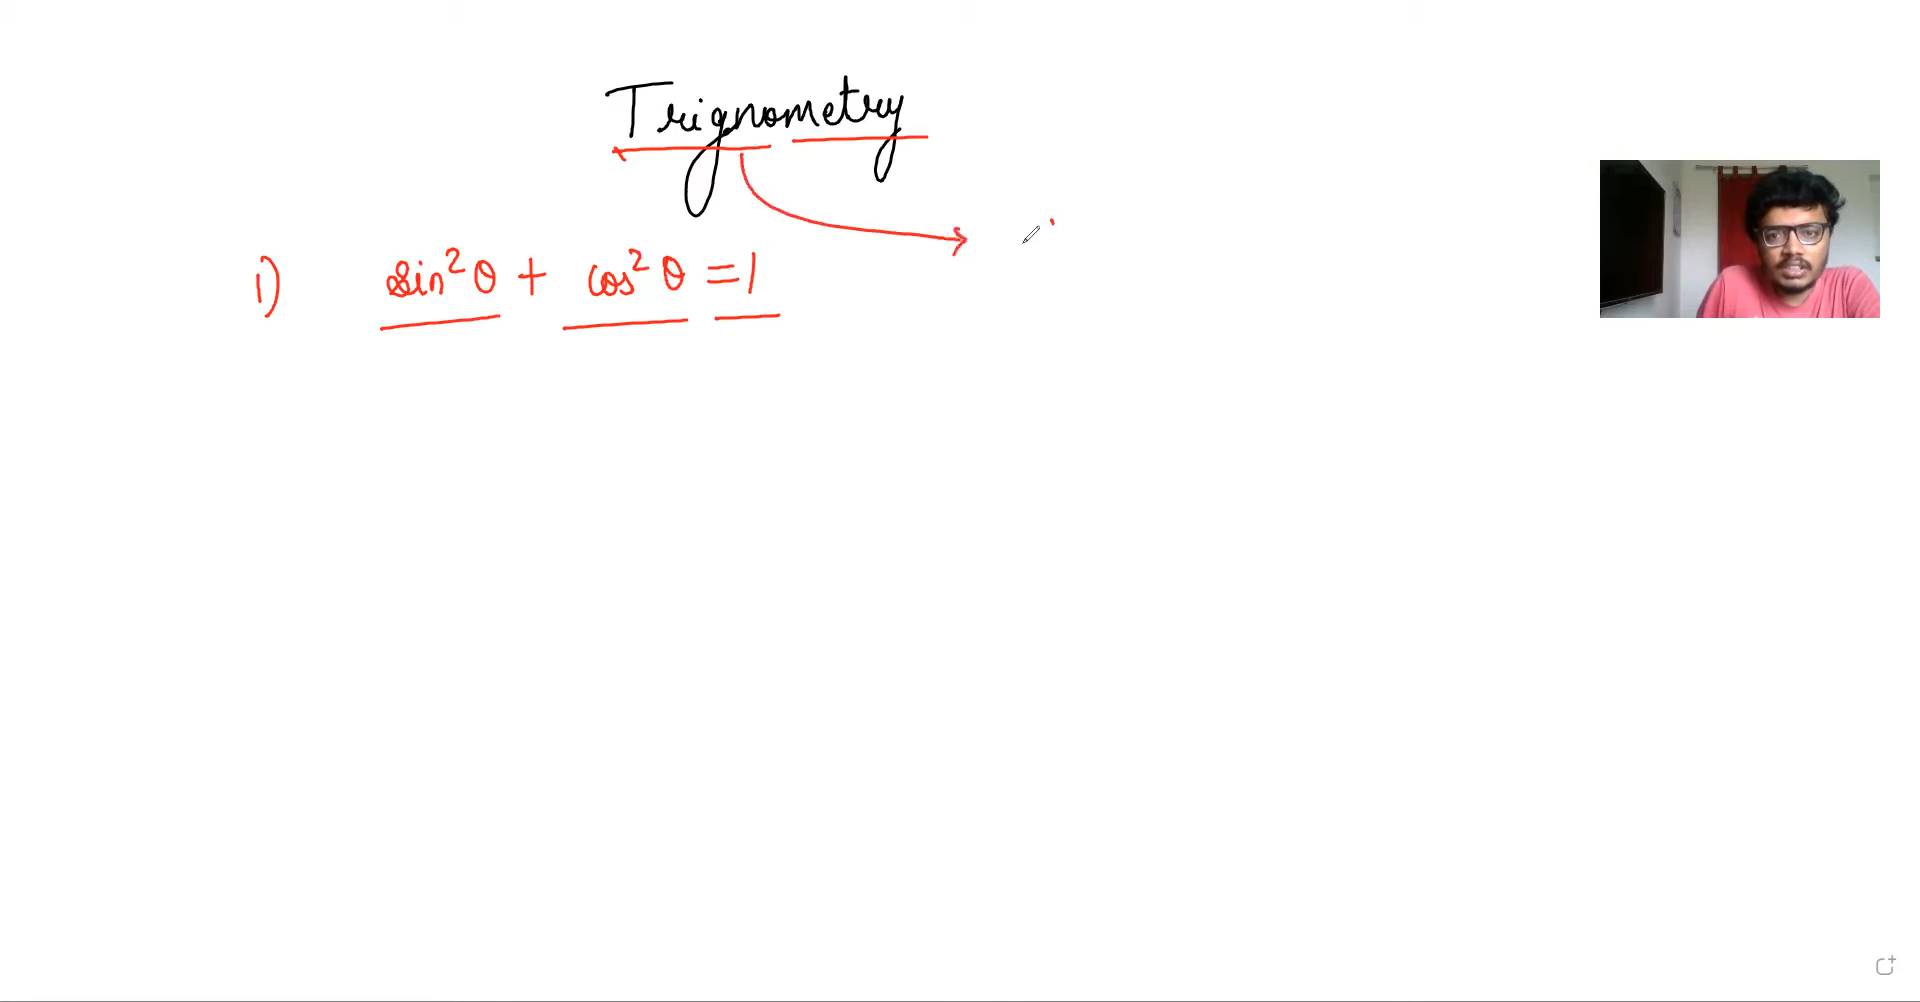 Trignometry
1) sin²θ + cos²θ = 1